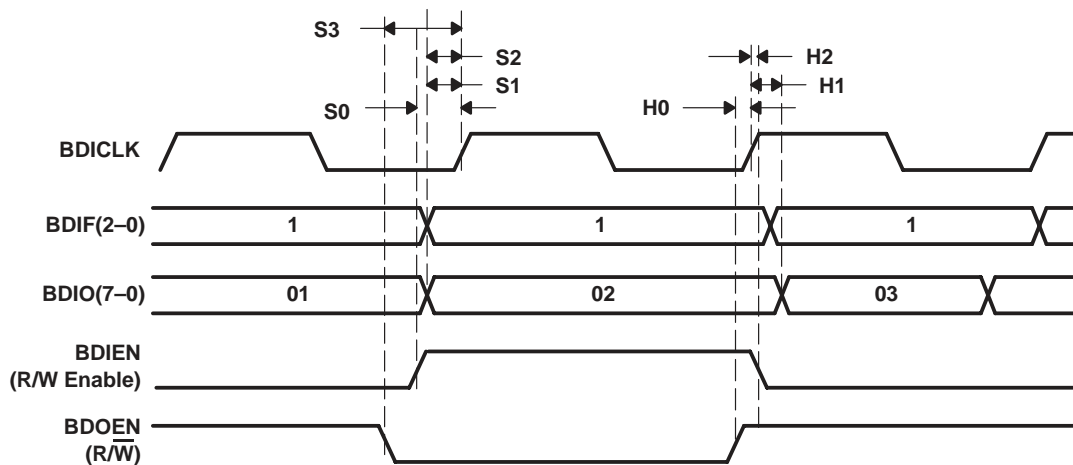 S3
S2
H2
S1
H1
S0
H0
BDICLK
BDIF(2–0)
1
1
1
BDIO(7–0)
01
02
03
BDIEN
(R/W Enable)
BDOEN
(R/W̅)